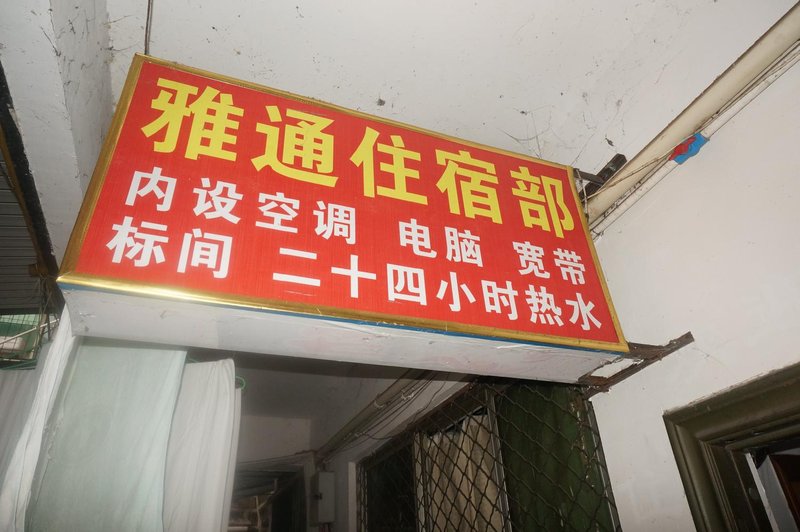 雅通住宿部
内设空调 电脑 宽带
标间 二十四小时热水